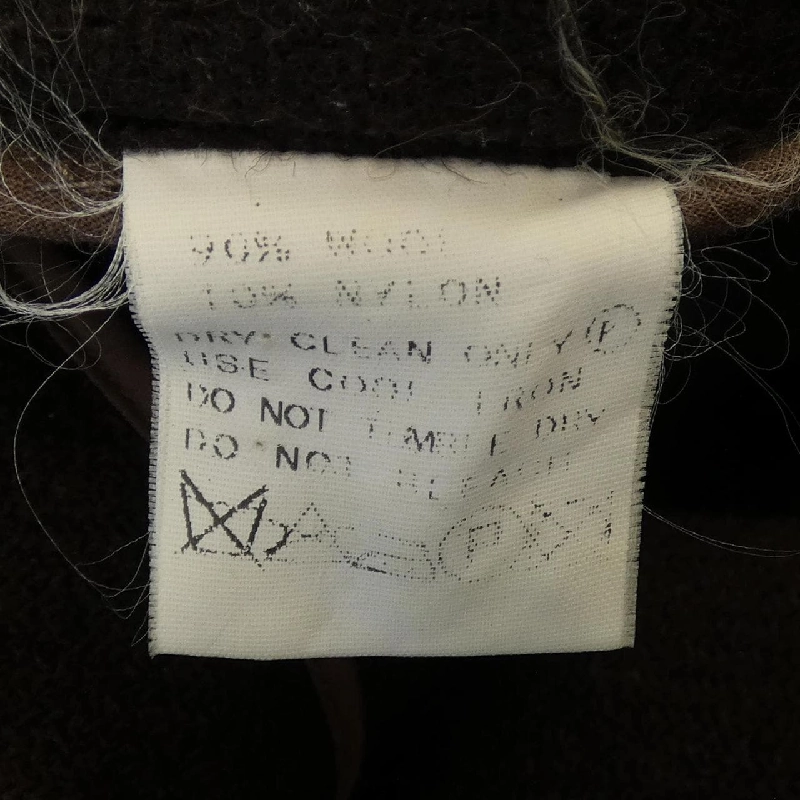 90% WOOL
10% NYLON
DRY CLEAN ONLY Ⓟ
USE COOL IRON
DO NOT TUMBLE DRY
DO NOT BLEACH
P